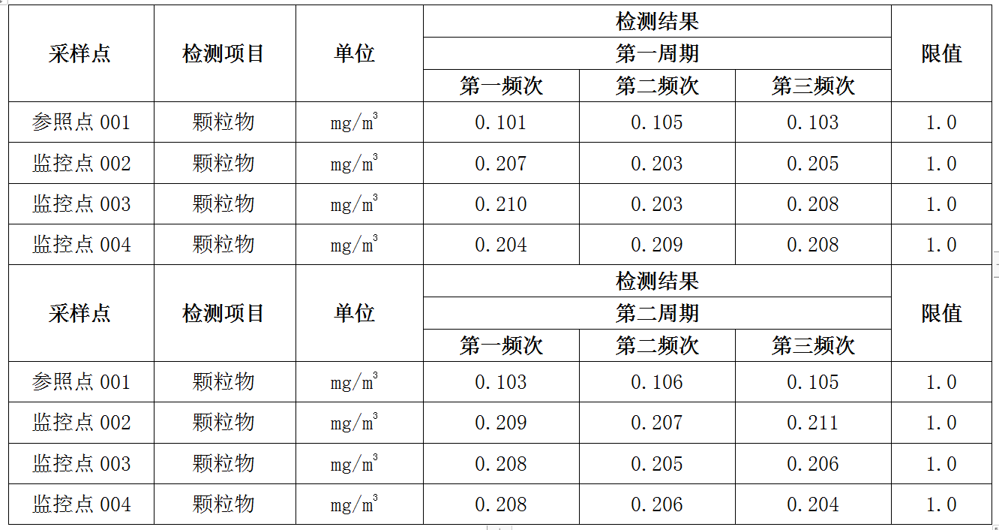 采样点 检测项目 单位 检测结果 限值
第一周期
第一频次 第二频次 第三频次
参照点 001 颗粒物 mg/m³ 0.101 0.105 0.103 1.0
监控点 002 颗粒物 mg/m³ 0.207 0.203 0.205 1.0
监控点 003 颗粒物 mg/m³ 0.210 0.203 0.208 1.0
监控点 004 颗粒物 mg/m³ 0.204 0.209 0.208 1.0
采样点 检测项目 单位 检测结果 限值
第二周期
第一频次 第二频次 第三频次
参照点 001 颗粒物 mg/m³ 0.103 0.106 0.105 1.0
监控点 002 颗粒物 mg/m³ 0.209 0.207 0.211 1.0
监控点 003 颗粒物 mg/m³ 0.208 0.205 0.206 1.0
监控点 004 颗粒物 mg/m³ 0.208 0.206 0.204 1.0